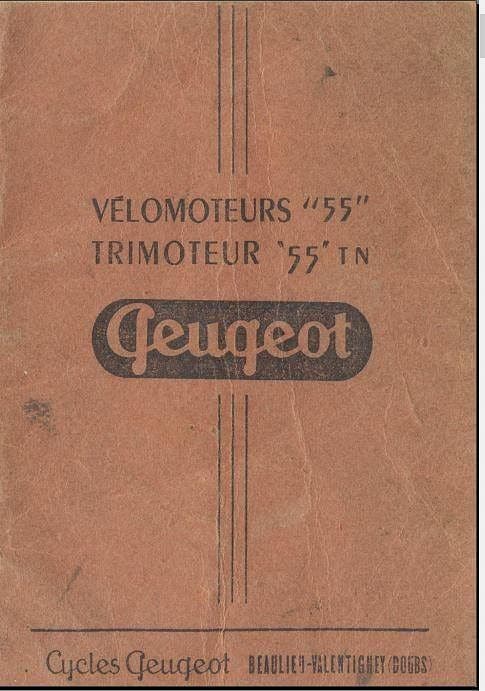 VÉLOMOTEURS "55"
TRIMOTEUR '55' TN
Peugeot
Cycles Peugeot BEAULIEU-VALENTIGNEY (DOUBS)